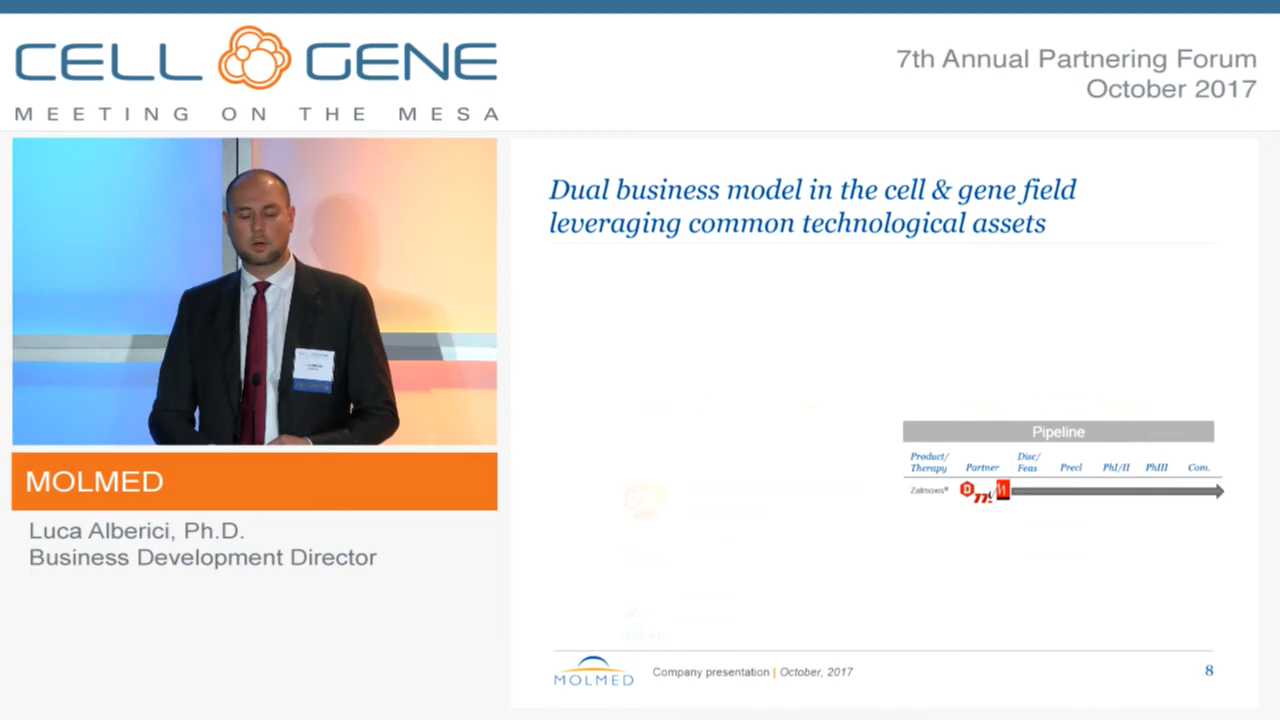 CELL GENE
MEETING ON THE MESA
7th Annual Partnering Forum
October 2017
MOLMED
Luca Alberici, Ph.D.
Business Development Director
Dual business model in the cell & gene field
leveraging common technological assets
Pipeline
Product/ Therapy Partner Disc/ Feas Precl PhI/II PhIII Com.
Zalmoxis®
MOLMED
Company presentation | October, 2017
8